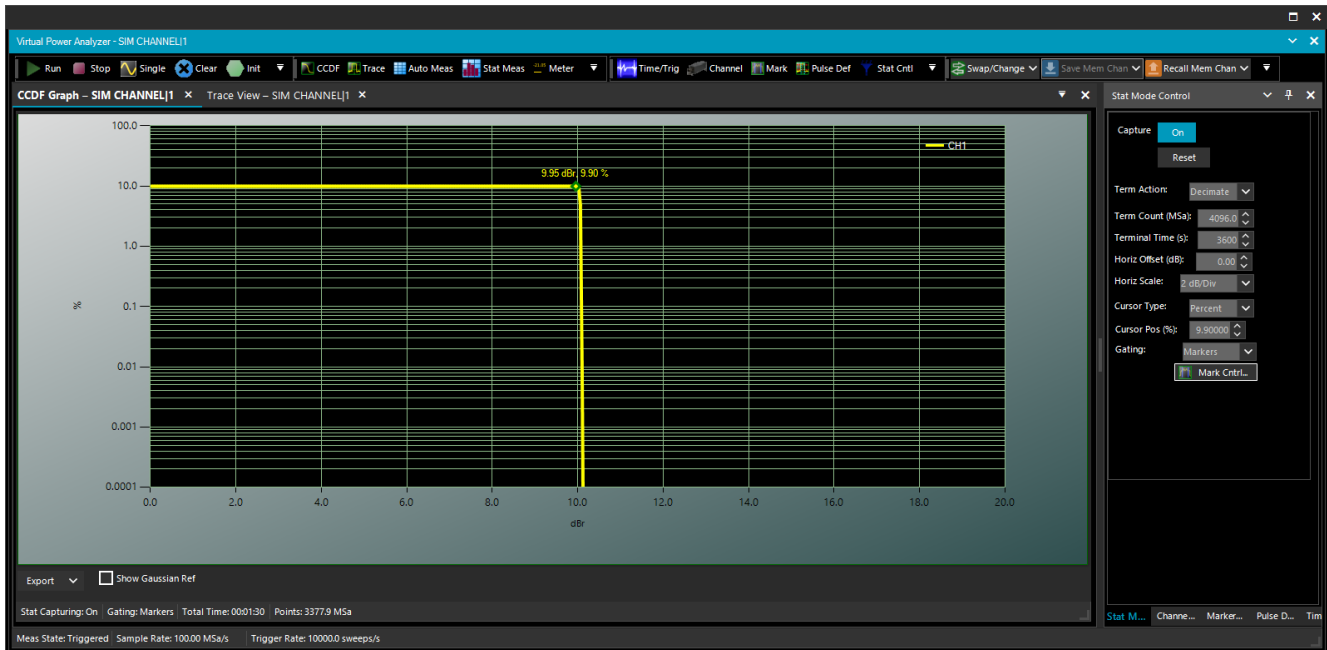 Virtual Power Analyzer - SIM CHANNEL|1
Run Stop Single Clear Init CCDF Trace Auto Meas Stat Meas Meter Time/Trig Channel Mark Pulse Def Stat Cntl Swap/Change Save Mem Chan Recall Mem Chan
CCDF Graph – SIM CHANNEL|1 Trace View – SIM CHANNEL|1
Stat Mode Control
CH1
9.95 dBr, 9.90 %
100.0
10.0
1.0
0.1
0.01
0.001
0.0001
%
0.0 2.0 4.0 6.0 8.0 10.0 12.0 14.0 16.0 18.0 20.0
dBr
Export Show Gaussian Ref
Stat Capturing: On Gating: Markers Total Time: 00:01:30 Points: 3377.9 MSa
Meas State: Triggered Sample Rate: 100.00 MSa/s Trigger Rate: 10000.0 sweeps/s
Capture On
Reset
Term Action: Decimate
Term Count (MSa): 4096.0
Terminal Time (s): 3600
Horiz Offset (dB): 0.00
Horiz Scale: 2 dB/Div
Cursor Type: Percent
Cursor Pos (%): 9.90000
Gating: Markers
Mark Cntrl...
Stat M... Channe... Marker... Pulse D... Tim